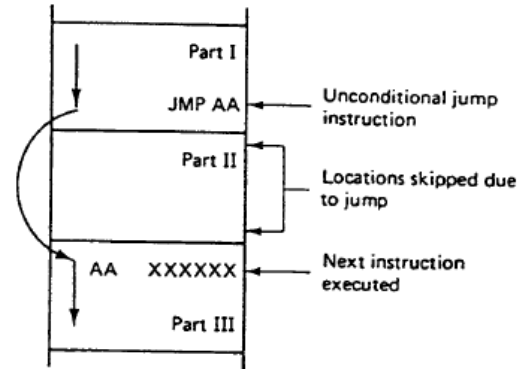 Part I
JMP AA
Unconditional jump
instruction
Part II
Locations skipped due
to jump
AA XXXXXX
Next instruction
executed
Part III